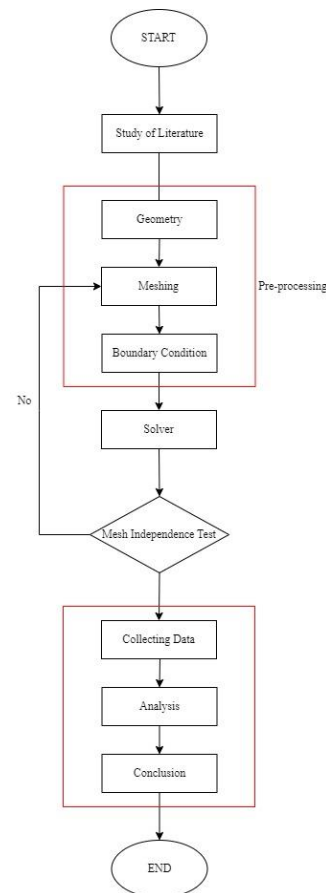 START
Study of Literature
Geometry
Meshing
Pre-processing
Boundary Condition
No
Solver
Mesh Independence Test
Collecting Data
Analysis
Conclusion
END